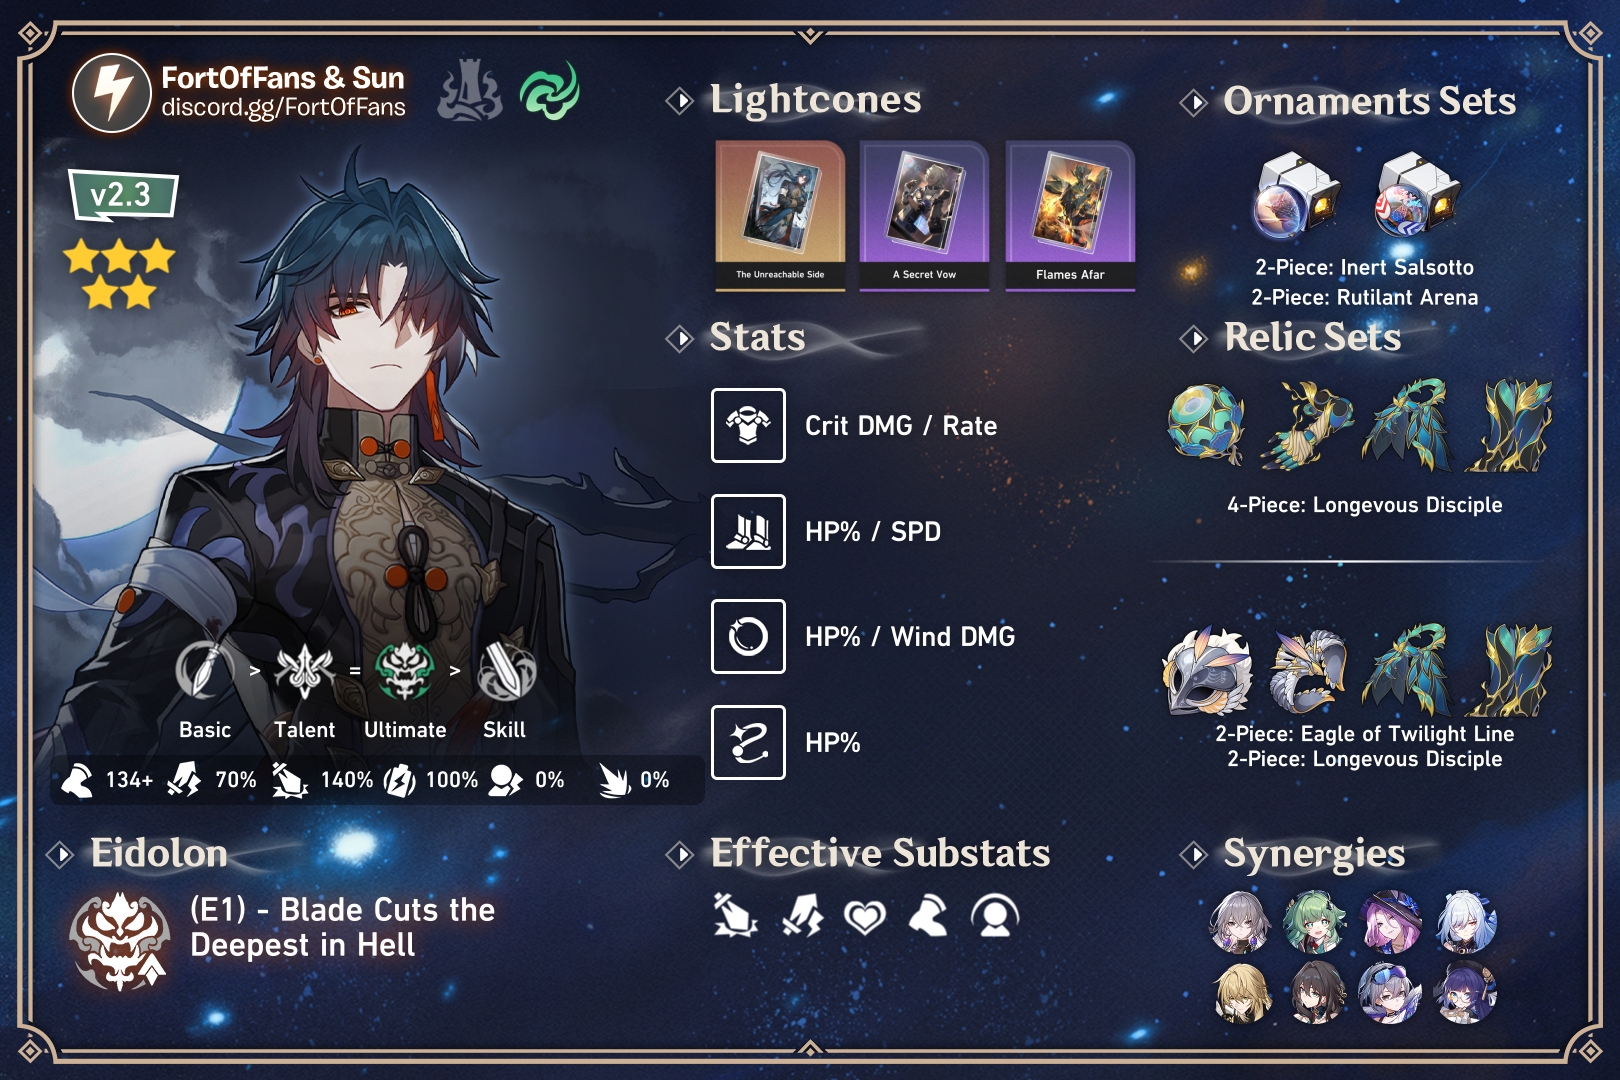 FortOfFans & Sun
discord.gg/FortOfFans
v2.3
Basic > Talent = Ultimate > Skill
134+ 70% 140% 100% 0% 0%
Eidolon
(E1) - Blade Cuts the
Deepest in Hell
Lightcones
The Unreachable Side
A Secret Vow
Flames Afar
Stats
Crit DMG / Rate
HP% / SPD
HP% / Wind DMG
HP%
Effective Substats
Ornaments Sets
2-Piece: Inert Salsotto
2-Piece: Rutilant Arena
Relic Sets
4-Piece: Longevous Disciple
2-Piece: Eagle of Twilight Line
2-Piece: Longevous Disciple
Synergies